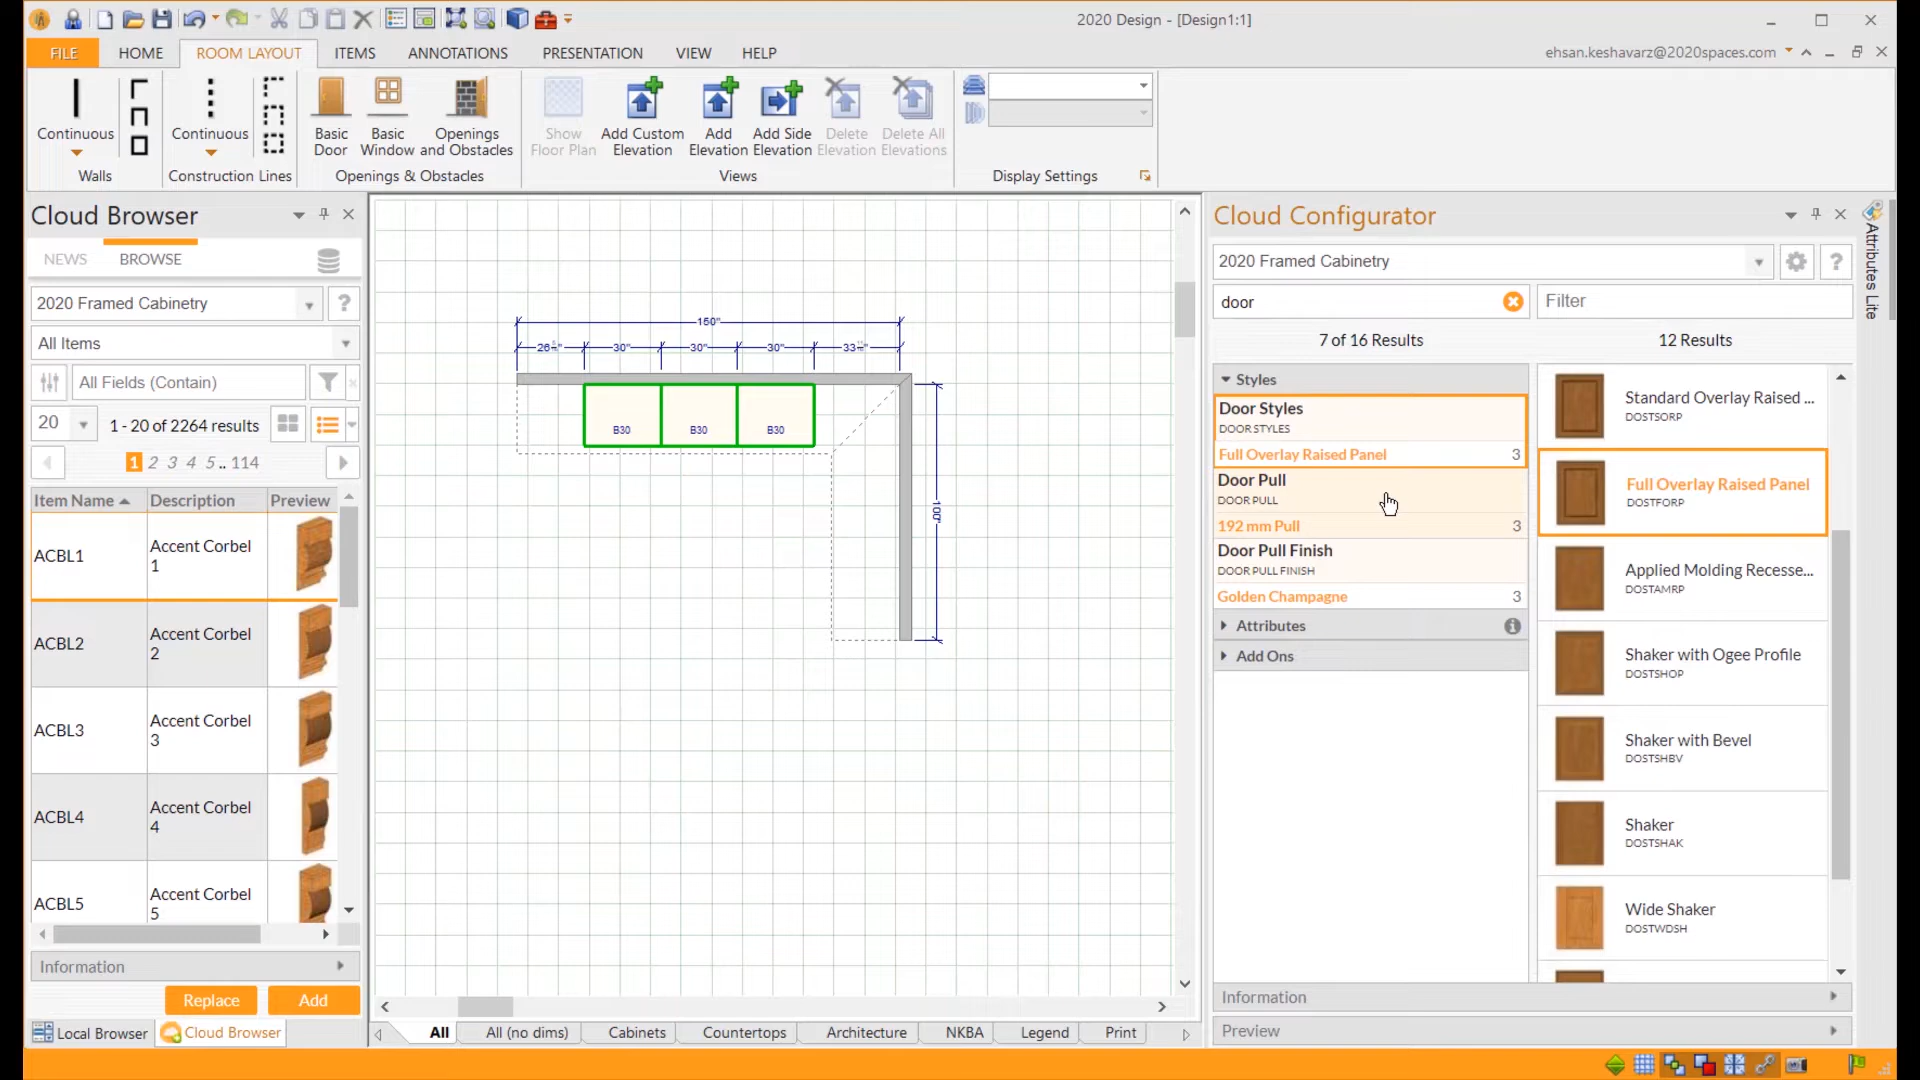 2020 Design - [Design1:1]
FILE
HOME
ROOM LAYOUT
ITEMS
ANNOTATIONS
PRESENTATION
VIEW
HELP
ehsan.keshavarz@2020spaces.com
Continuous
Walls
Continuous
Construction Lines
Basic
Door
Basic
Window
Openings
and Obstacles
Openings & Obstacles
Show
Floor Plan
Add Custom
Elevation
Add
Elevation
Add Side
Elevation
Delete
Elevation
Delete All
Elevations
Views
Display Settings
Cloud Browser
NEWS
BROWSE
2020 Framed Cabinetry
?
All Items
All Fields (Contain)
20
1 - 20 of 2264 results
1 2 3 4 5 .. 114
Item Name
Description
Preview
ACBL1
Accent Corbel
1
ACBL2
Accent Corbel
2
ACBL3
Accent Corbel
3
ACBL4
Accent Corbel
4
ACBL5
Accent Corbel
5
Information
Replace
Add
Local Browser
Cloud Browser
150"
30"
30"
30"
B30
B30
B30
100"
All
All (no dims)
Cabinets
Countertops
Architecture
NKBA
Legend
Print
Cloud Configurator
2020 Framed Cabinetry
?
door
Filter
7 of 16 Results
12 Results
Styles
Door Styles
DOOR STYLES
Full Overlay Raised Panel 3
Door Pull
DOOR PULL
192 mm Pull 3
Door Pull Finish
DOOR PULL FINISH
Golden Champagne 3
Attributes
Add Ons
Standard Overlay Raised ...
DOSTSORP
Full Overlay Raised Panel
DOSTFORP
Applied Molding Recesse...
DOSTAMRP
Shaker with Ogee Profile
DOSTSHOP
Shaker with Bevel
DOSTSHBV
Shaker
DOSTSHAK
Wide Shaker
DOSTWDSH
Information
Preview
Attributes Lite